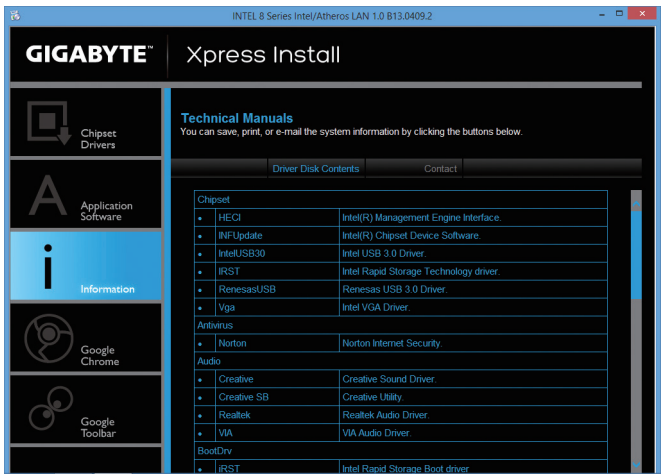 INTEL 8 Series Intel/Atheros LAN 1.0 B13.0409.2
GIGABYTE™ Xpress Install
Chipset
Drivers
Application
Software
Information
Google
Chrome
Google
Toolbar
Technical Manuals
You can save, print, or e-mail the system information by clicking the buttons below.
Driver Disk Contents Contact
Chipset
• HECI Intel(R) Management Engine Interface.
• INFUpdate Intel(R) Chipset Device Software.
• IntelUSB30 Intel USB 3.0 Driver.
• IRST Intel Rapid Storage Technology driver.
• RenesasUSB Renesas USB 3.0 Driver.
• Vga Intel VGA Driver.
Antivirus
• Norton Norton Internet Security.
Audio
• Creative Creative Sound Driver.
• Creative SB Creative Utility.
• Realtek Realtek Audio Driver.
• VIA VIA Audio Driver.
BootDrv
• iRST Intel Rapid Storage Boot driver